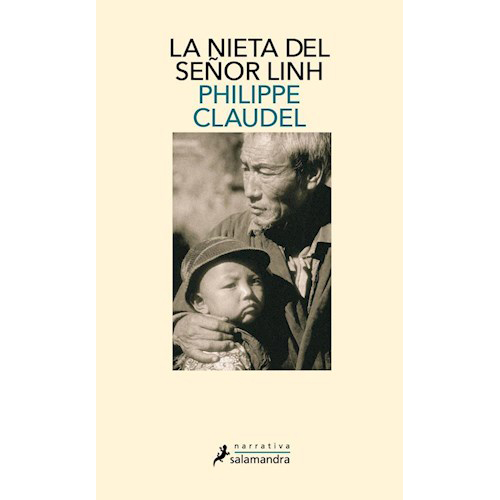 LA NIETA DEL
SEÑOR LINH
PHILIPPE
CLAUDEL
narrativa
salamandra